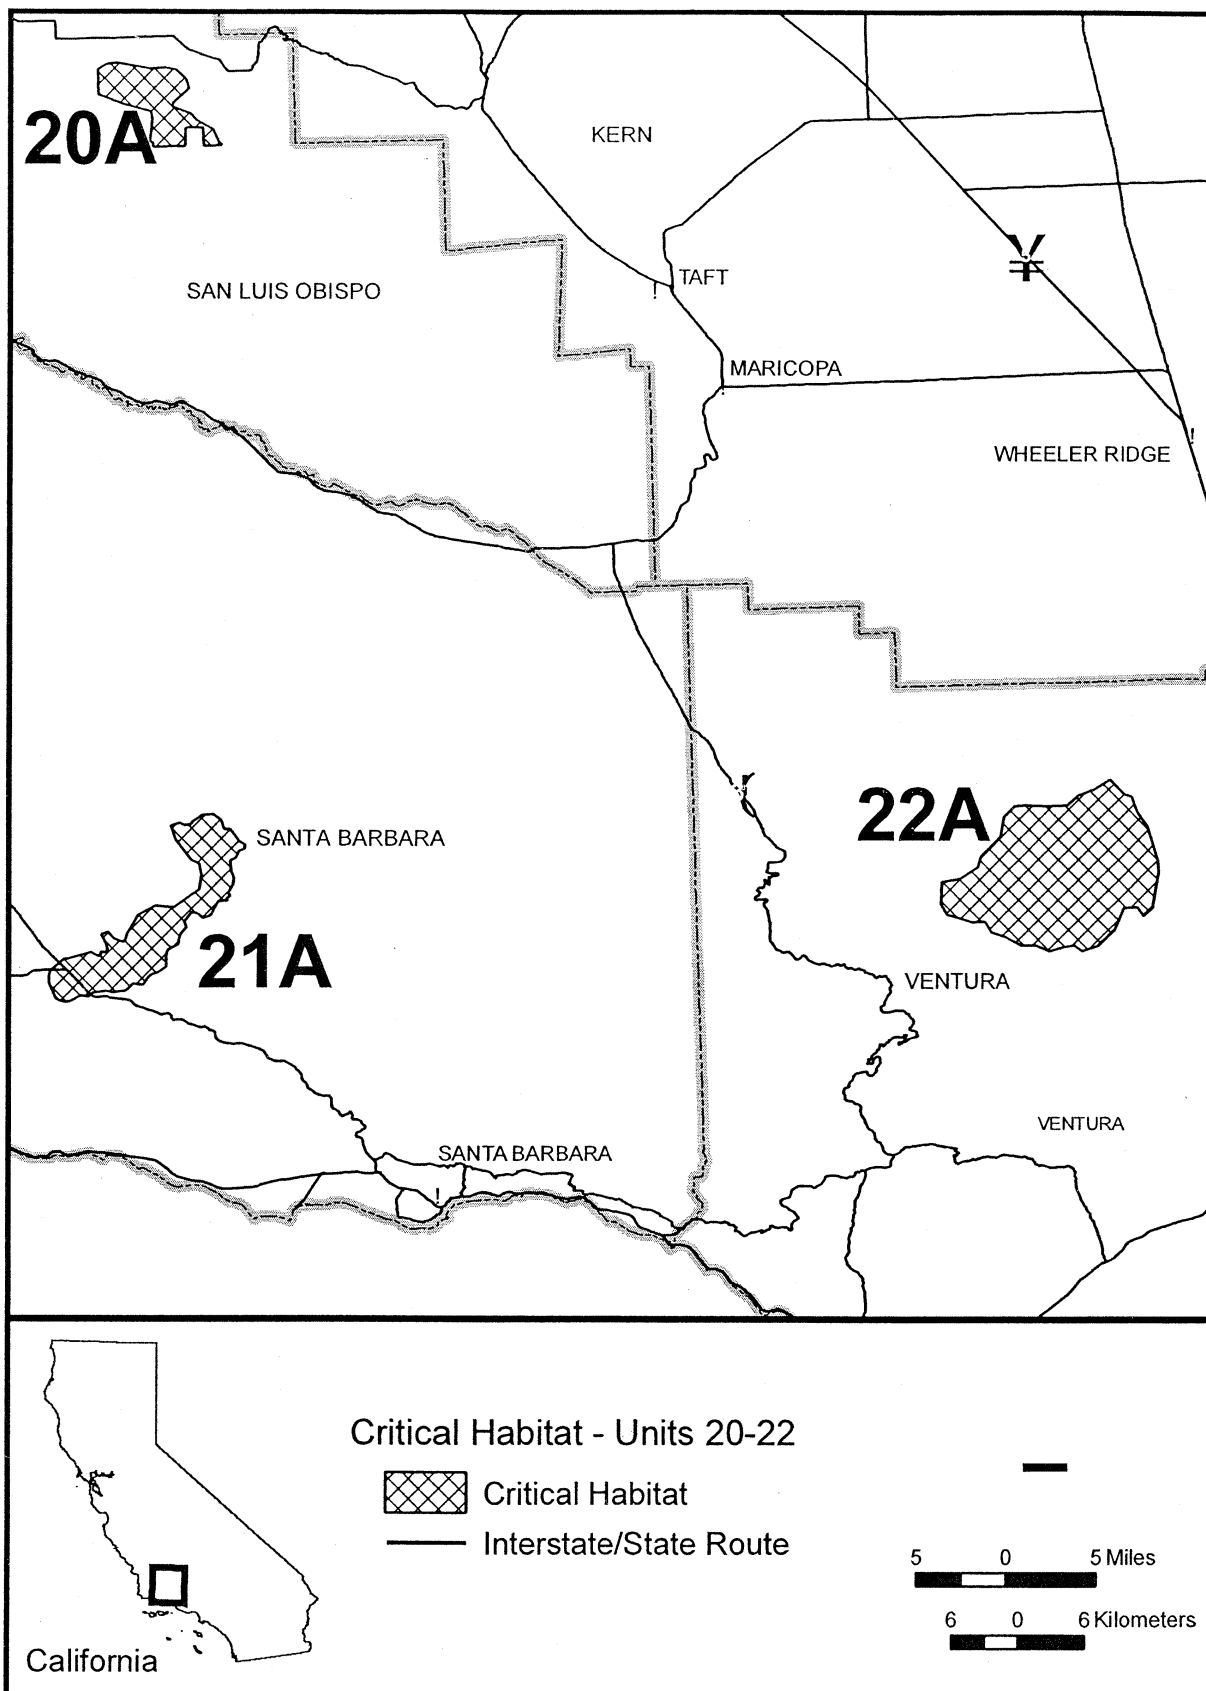 20A
KERN
SAN LUIS OBISPO
TAFT
MARICOPA
WHEELER RIDGE
22A
SANTA BARBARA
21A
VENTURA
VENTURA
SANTA BARBARA
Critical Habitat - Units 20-22
Critical Habitat
Interstate/State Route
5 0 5 Miles
6 0 6 Kilometers
California